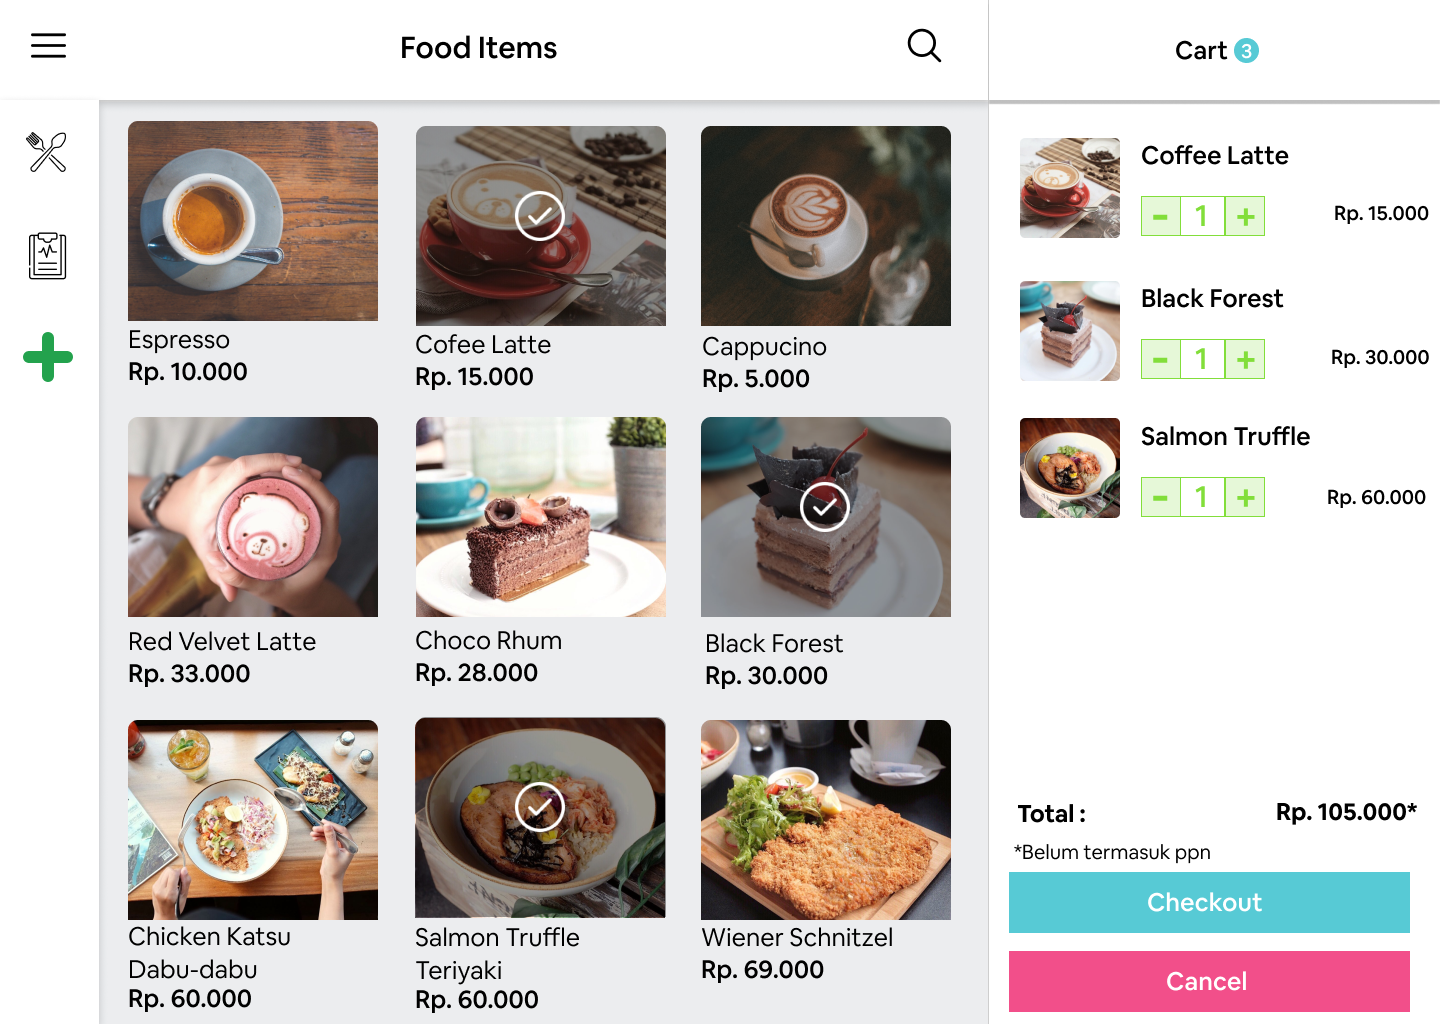 Food Items
Cart 3
Espresso
Rp. 10.000
Cofee Latte
Rp. 15.000
Cappucino
Rp. 5.000
Red Velvet Latte
Rp. 33.000
Choco Rhum
Rp. 28.000
Black Forest
Rp. 30.000
Chicken Katsu
Dabu-dabu
Rp. 60.000
Salmon Truffle
Teriyaki
Rp. 60.000
Wiener Schnitzel
Rp. 69.000
Coffee Latte
- 1 +
Rp. 15.000
Black Forest
- 1 +
Rp. 30.000
Salmon Truffle
- 1 +
Rp. 60.000
Total : Rp. 105.000*
*Belum termasuk ppn
Checkout
Cancel